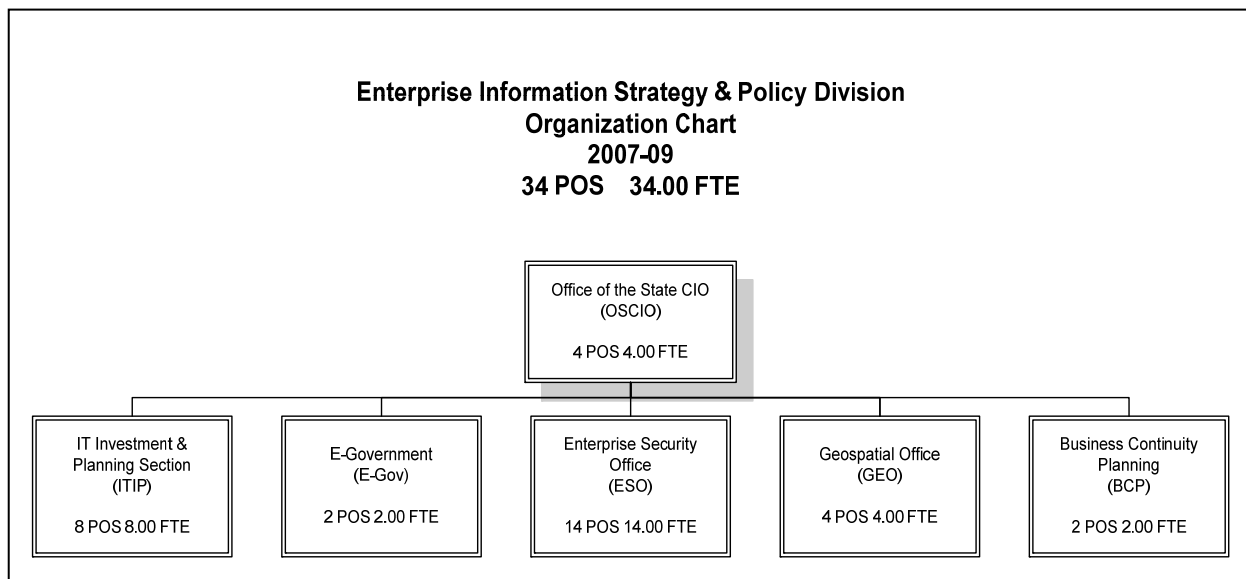 Enterprise Information Strategy & Policy Division
Organization Chart
2007-09
34 POS 34.00 FTE
Office of the State CIO
(OSCIO)
4 POS 4.00 FTE
IT Investment &
Planning Section
(ITIP)
8 POS 8.00 FTE
E-Government
(E-Gov)
2 POS 2.00 FTE
Enterprise Security
Office
(ESO)
14 POS 14.00 FTE
Geospatial Office
(GEO)
4 POS 4.00 FTE
Business Continuity
Planning
(BCP)
2 POS 2.00 FTE